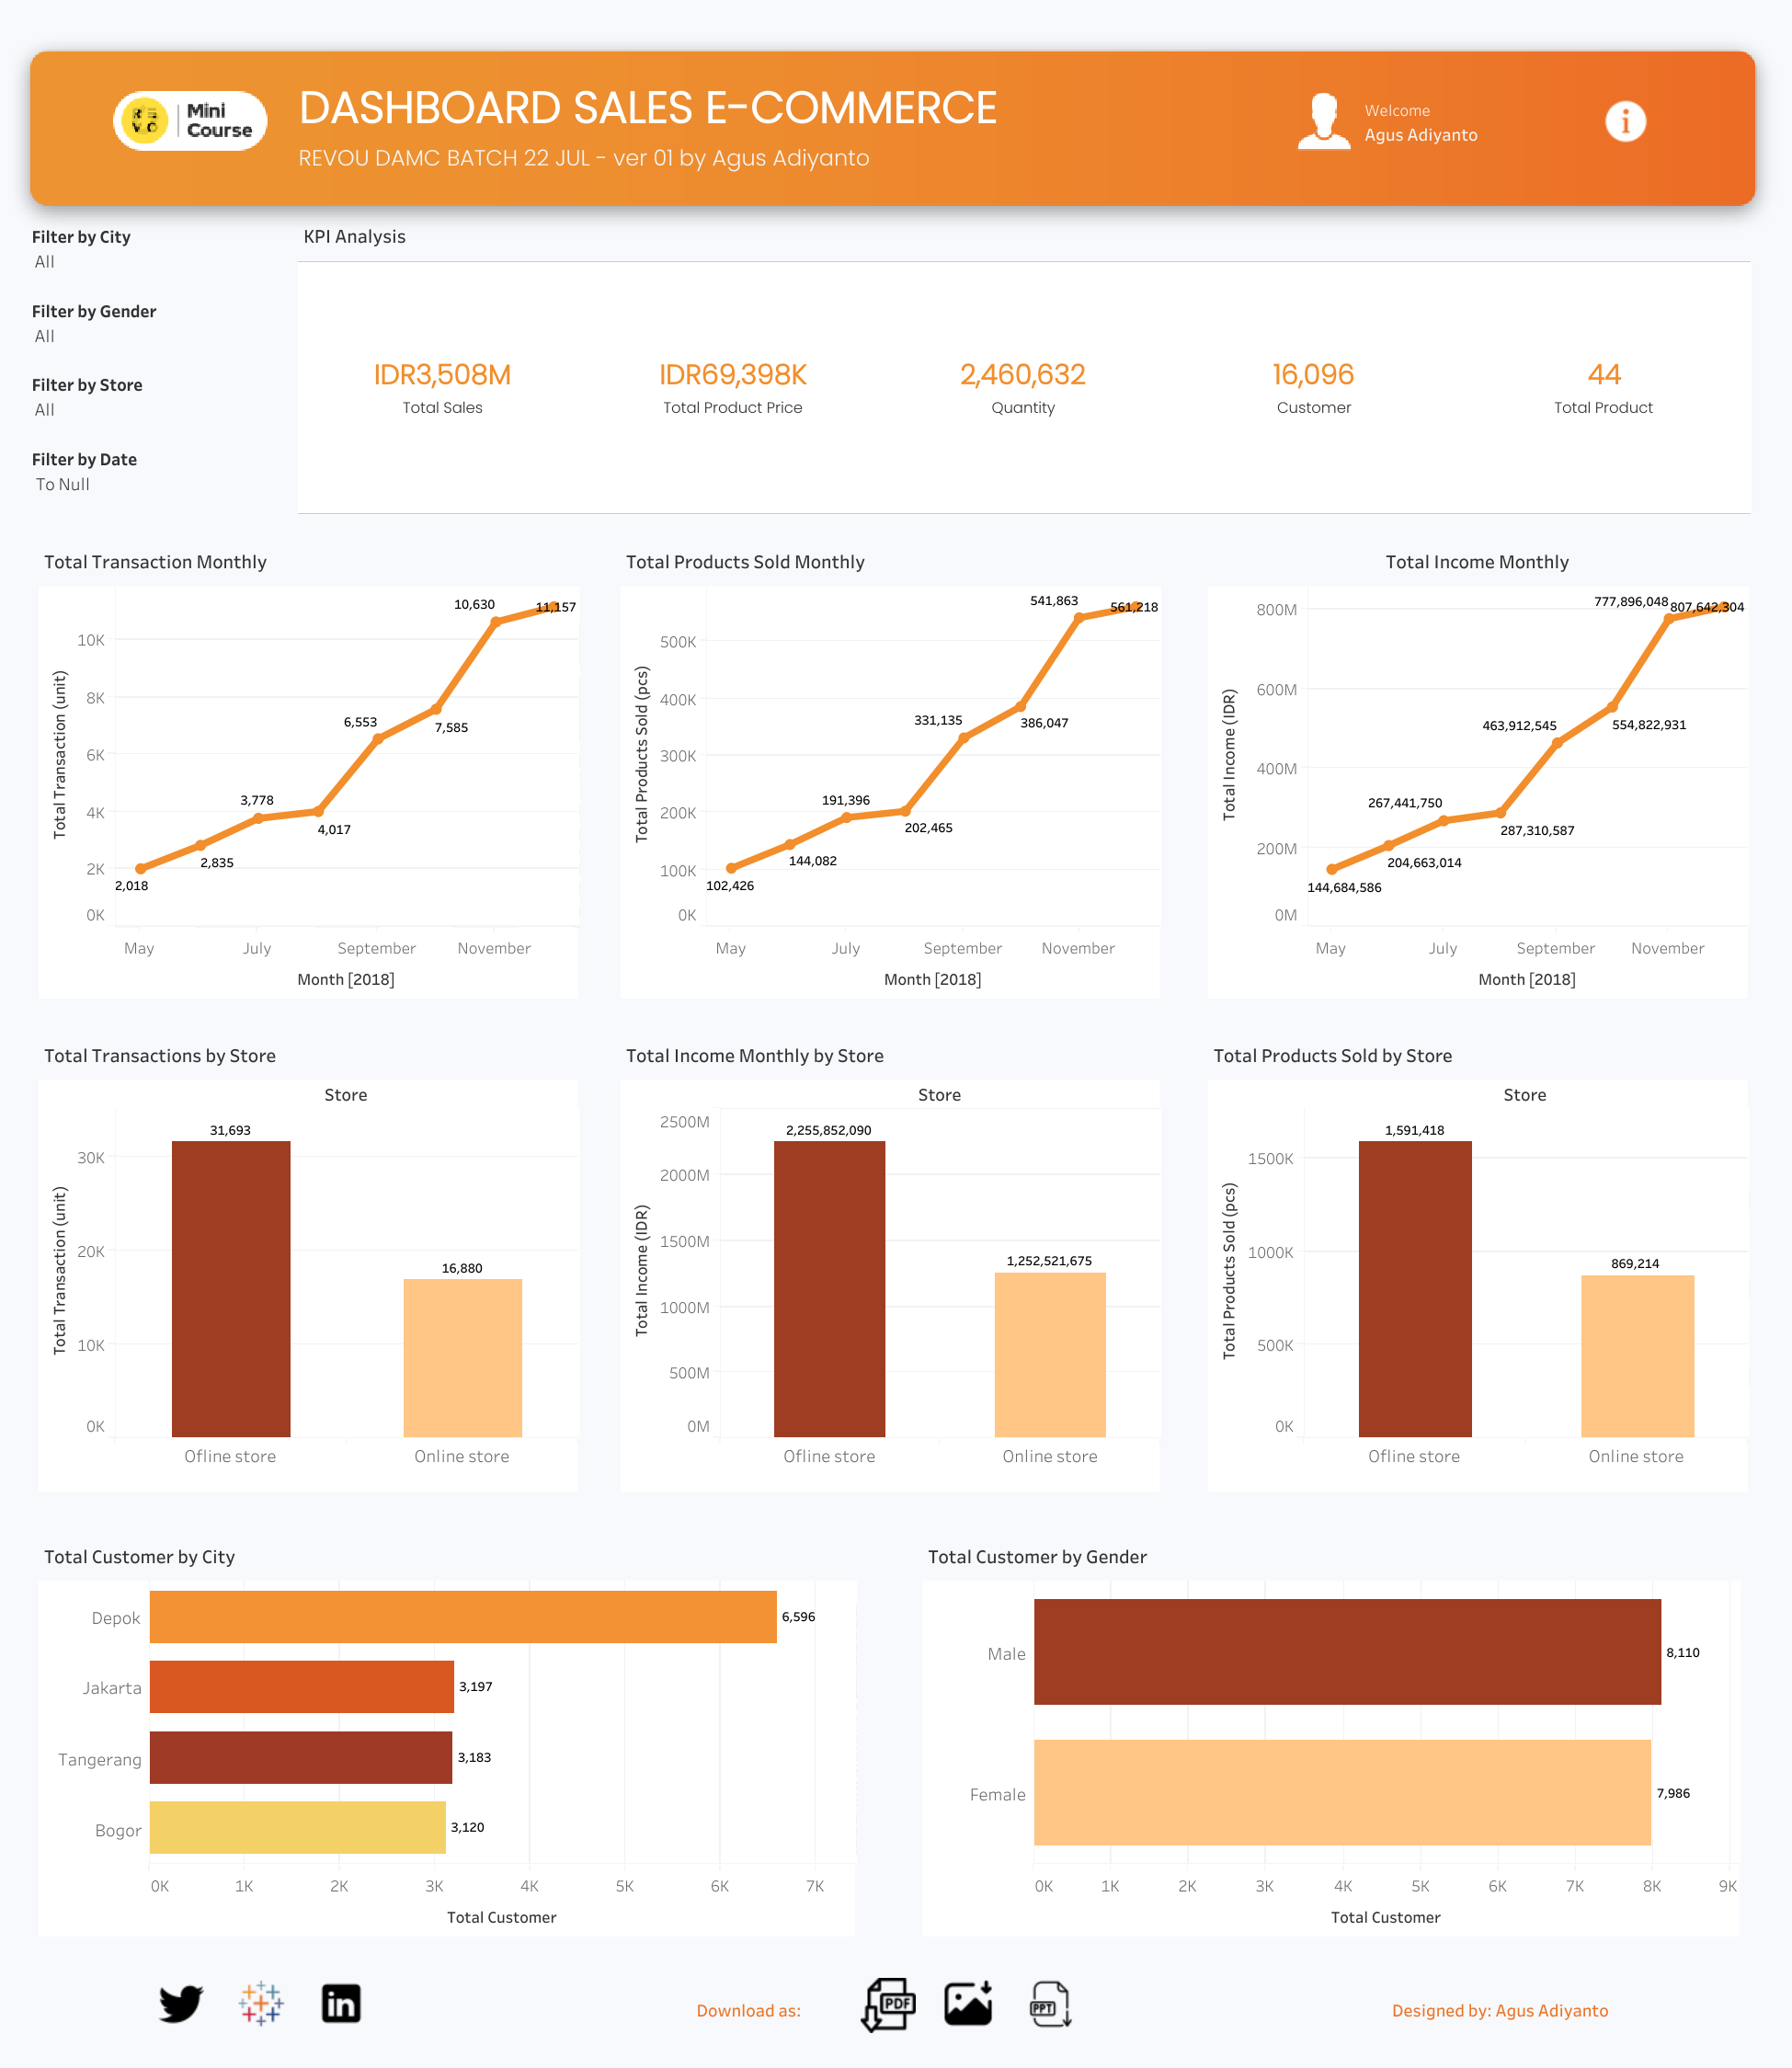 Mini
Course
DASHBOARD SALES E-COMMERCE
REVOU DAMC BATCH 22 JUL - ver 01 by Agus Adiyanto
Welcome
Agus Adiyanto
i
Filter by City
All
Filter by Gender
All
Filter by Store
All
Filter by Date
To Null
KPI Analysis
IDR3,508M
Total Sales
IDR69,398K
Total Product Price
2,460,632
Quantity
16,096
Customer
44
Total Product
Total Transaction Monthly
Total Transaction (unit)
10K
8K
6K
4K
2K
0K
2,018
2,835
3,778
4,017
6,553
7,585
10,630
11,157
May
July
September
November
Month [2018]
Total Products Sold Monthly
Total Products Sold (pcs)
500K
400K
300K
200K
100K
0K
102,426
144,082
191,396
202,465
331,135
386,047
541,863
561,218
May
July
September
November
Month [2018]
Total Income Monthly
Total Income (IDR)
800M
600M
400M
200M
0M
144,684,586
204,663,014
267,441,750
287,310,587
463,912,545
554,822,931
777,896,048
807,642,304
May
July
September
November
Month [2018]
Total Transactions by Store
Store
Total Transaction (unit)
30K
20K
10K
0K
31,693
16,880
Ofline store
Online store
Total Income Monthly by Store
Store
Total Income (IDR)
2500M
2000M
1500M
1000M
500M
0M
2,255,852,090
1,252,521,675
Ofline store
Online store
Total Products Sold by Store
Store
Total Products Sold (pcs)
1500K
1000K
500K
0K
1,591,418
869,214
Ofline store
Online store
Total Customer by City
Depok
6,596
Jakarta
3,197
Tangerang
3,183
Bogor
3,120
0K
1K
2K
3K
4K
5K
6K
7K
Total Customer
Total Customer by Gender
Male
8,110
Female
7,986
0K
1K
2K
3K
4K
5K
6K
7K
8K
9K
Total Customer
in
Download as:
PDF
PPT
Designed by: Agus Adiyanto